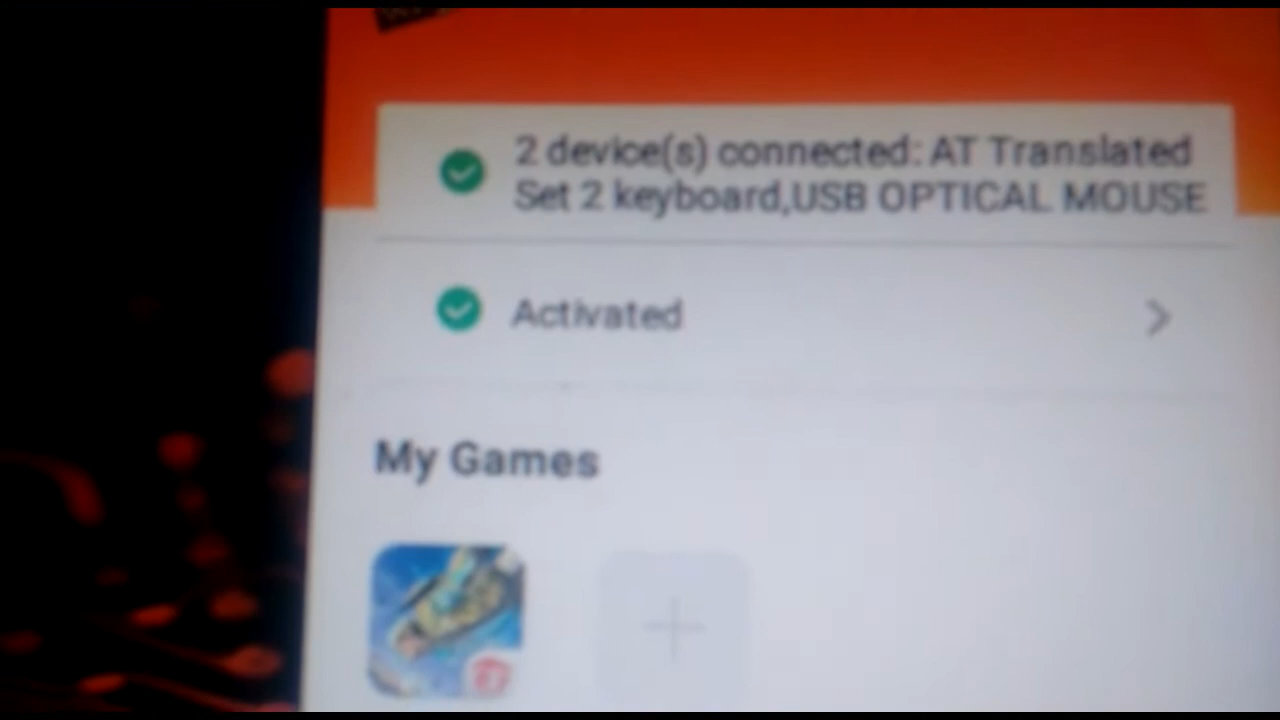 2 device(s) connected: AT Translated
Set 2 keyboard,USB OPTICAL MOUSE
Activated
My Games